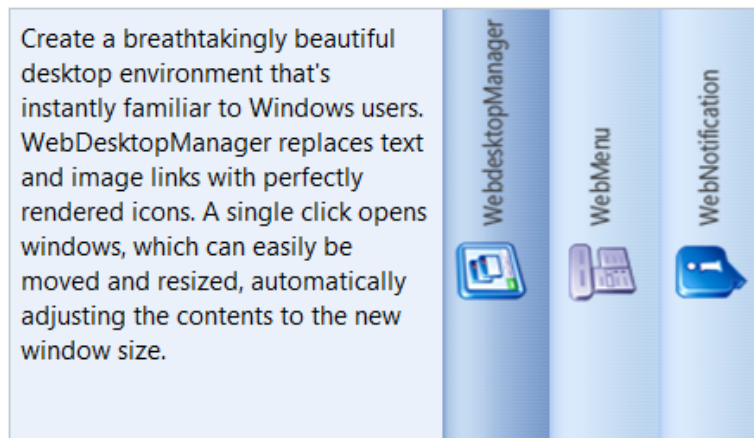 Create a breathtakingly beautiful
desktop environment that's
instantly familiar to Windows users.
WebDesktopManager replaces text
and image links with perfectly
rendered icons. A single click opens
windows, which can easily be
moved and resized, automatically
adjusting the contents to the new
window size.
WebdesktopManager
WebMenu
WebNotification